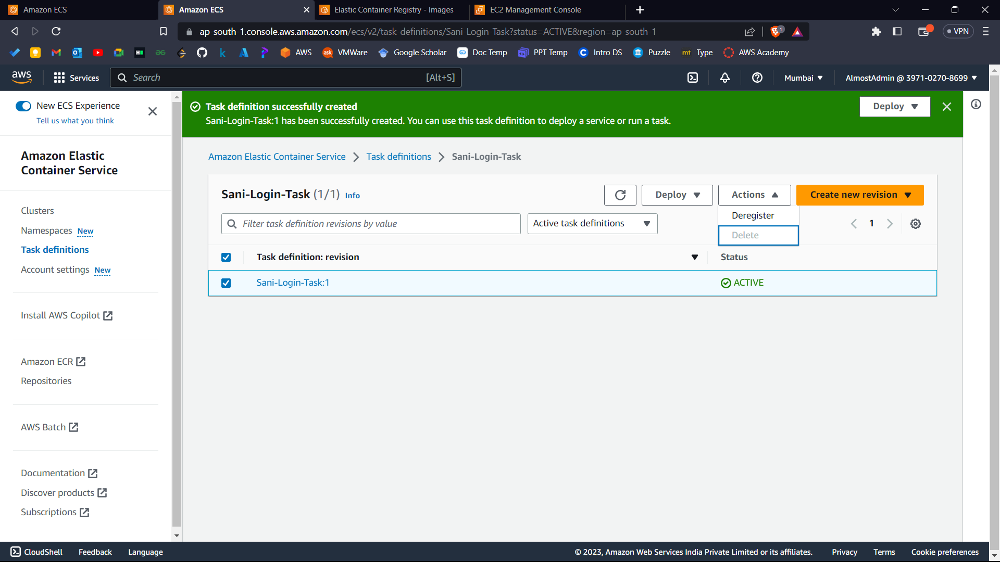 Amazon ECS
Amazon ECS
Elastic Container Registry - Images
EC2 Management Console
ap-south-1.console.aws.amazon.com/ecs/v2/task-definitions/Sani-Login-Task?status=ACTIVE&region=ap-south-1
1
VPN
AWS
ask VMWare
Google Scholar
Doc Temp
PPT Temp
Intro DS
Puzzle
mt Type
AWS Academy
aws
Services
Search
[Alt+S]
Mumbai
AlmostAdmin @ 3971-0270-8699
New ECS Experience
Tell us what you think
Amazon Elastic
Container Service
Clusters
Namespaces New
Task definitions
Account settings New
Install AWS Copilot
Amazon ECR
Repositories
AWS Batch
Documentation
Discover products
Subscriptions
Task definition successfully created
Sani-Login-Task:1 has been successfully created. You can use this task definition to deploy a service or run a task.
Deploy
Amazon Elastic Container Service
Task definitions
Sani-Login-Task
Sani-Login-Task (1/1) Info
Deploy
Actions
Create new revision
Deregister
Delete
Filter task definition revisions by value
Active task definitions
1
Task definition: revision
Status
Sani-Login-Task:1
ACTIVE
CloudShell
Feedback
Language
© 2023, Amazon Web Services India Private Limited or its affiliates.
Privacy
Terms
Cookie preferences